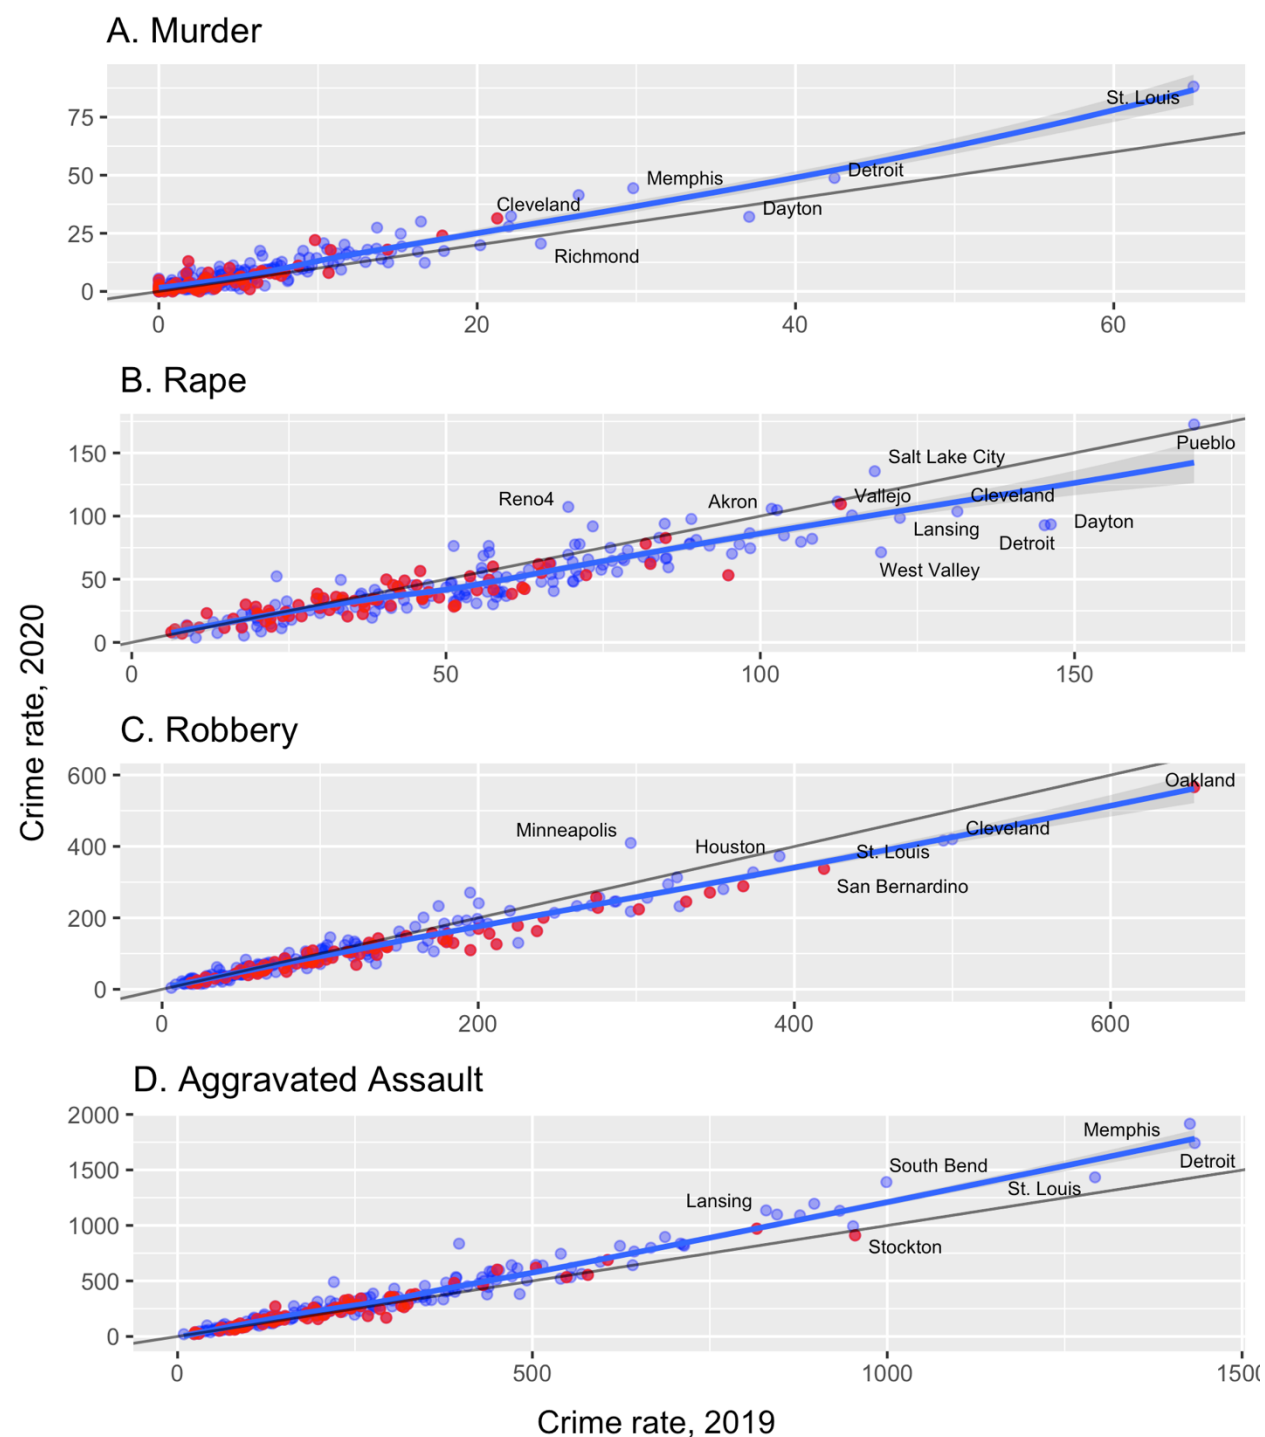 A. Murder
75
50
25
0
St. Louis
Detroit
Memphis
Cleveland
Dayton
Richmond
0 20 40 60
B. Rape
150
100
50
0
Pueblo
Salt Lake City
Reno4
Akron
Vallejo
Cleveland
Lansing
Dayton
Detroit
West Valley
0 50 100 150
Crime rate, 2020
C. Robbery
600
400
200
0
Oakland
Minneapolis
Cleveland
Houston
St. Louis
San Bernardino
0 200 400 600
D. Aggravated Assault
2000
1500
1000
500
0
Memphis
South Bend
Detroit
St. Louis
Lansing
Stockton
0 500 1000 1500
Crime rate, 2019